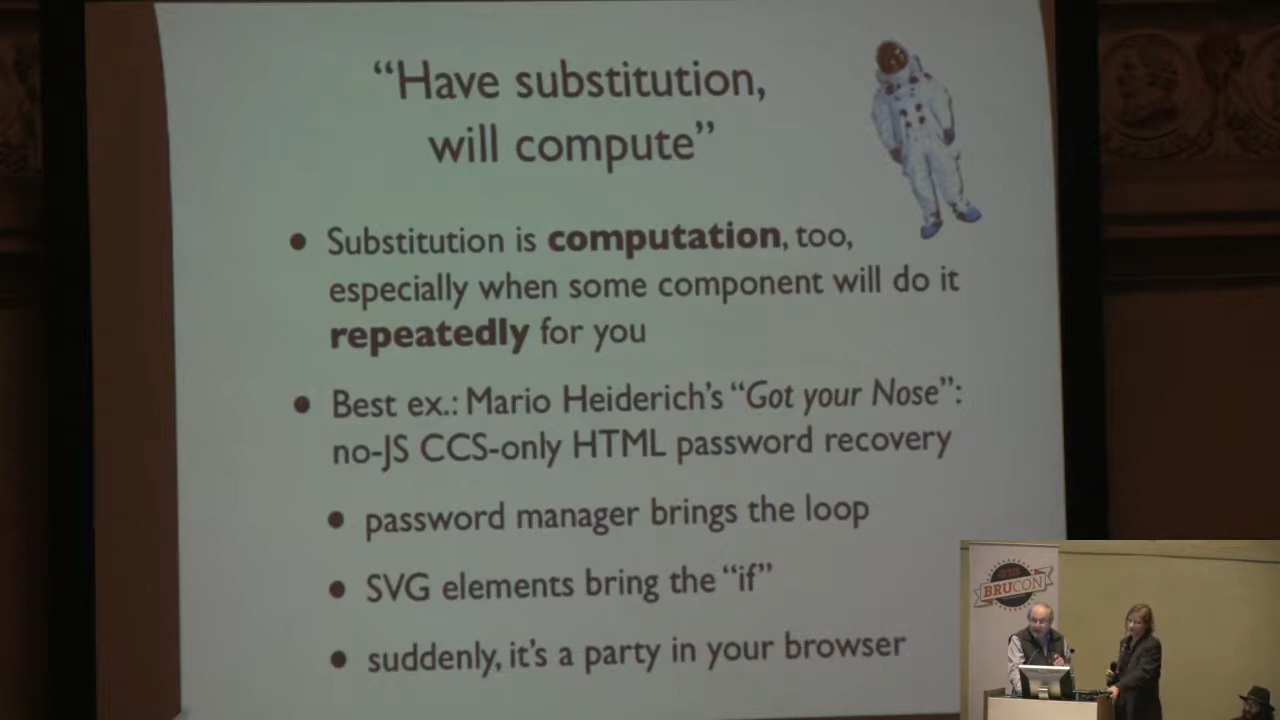 “Have substitution,
will compute”
• Substitution is computation, too,
especially when some component will do it
repeatedly for you
• Best ex.: Mario Heiderich’s “Got your Nose”:
no-JS CCS-only HTML password recovery
• password manager brings the loop
• SVG elements bring the “if”
• suddenly, it’s a party in your browser
BRUCON